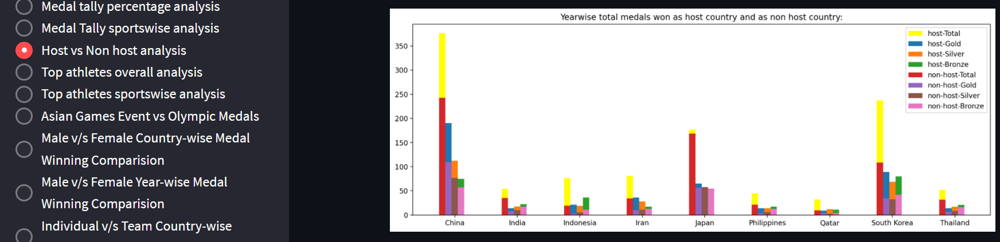 Medal tally percentage analysis
Medal Tally sportswise analysis
Host vs Non host analysis
Top athletes overall analysis
Top athletes sportswise analysis
Asian Games Event vs Olympic Medals
Male v/s Female Country-wise Medal
Winning Comparision
Male v/s Female Year-wise Medal
Winning Comparision
Individual v/s Team Country-wise
Yearwise total medals won as host country and as non host country:
350
300
250
200
150
100
50
0
China India Indonesia Iran Japan Philippines Qatar South Korea Thailand
host-Total
host-Gold
host-Silver
host-Bronze
non-host-Total
non-host-Gold
non-host-Silver
non-host-Bronze